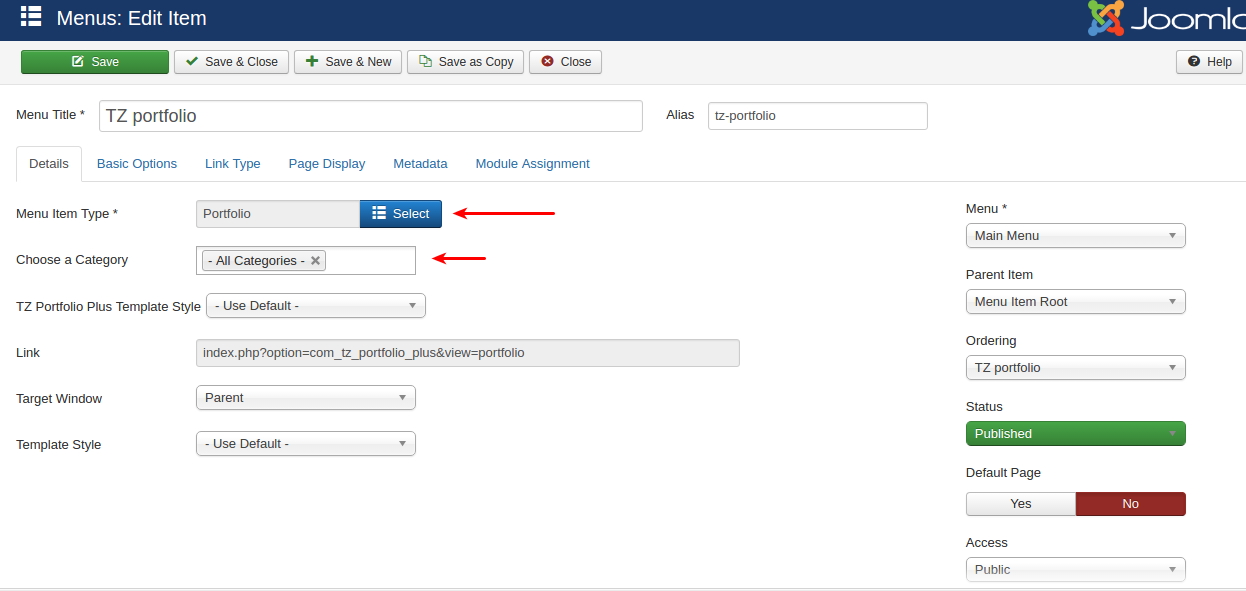 Menus: Edit Item
Save
Save & Close
Save & New
Save as Copy
Close
Help
Menu Title * TZ portfolio
Alias tz-portfolio
Details
Basic Options
Link Type
Page Display
Metadata
Module Assignment
Menu Item Type * Portfolio Select
Choose a Category - All Categories -
TZ Portfolio Plus Template Style - Use Default -
Link index.php?option=com_tz_portfolio_plus&view=portfolio
Target Window Parent
Template Style - Use Default -
Menu *
Main Menu
Parent Item
Menu Item Root
Ordering
TZ portfolio
Status
Published
Default Page
Yes No
Access
Public